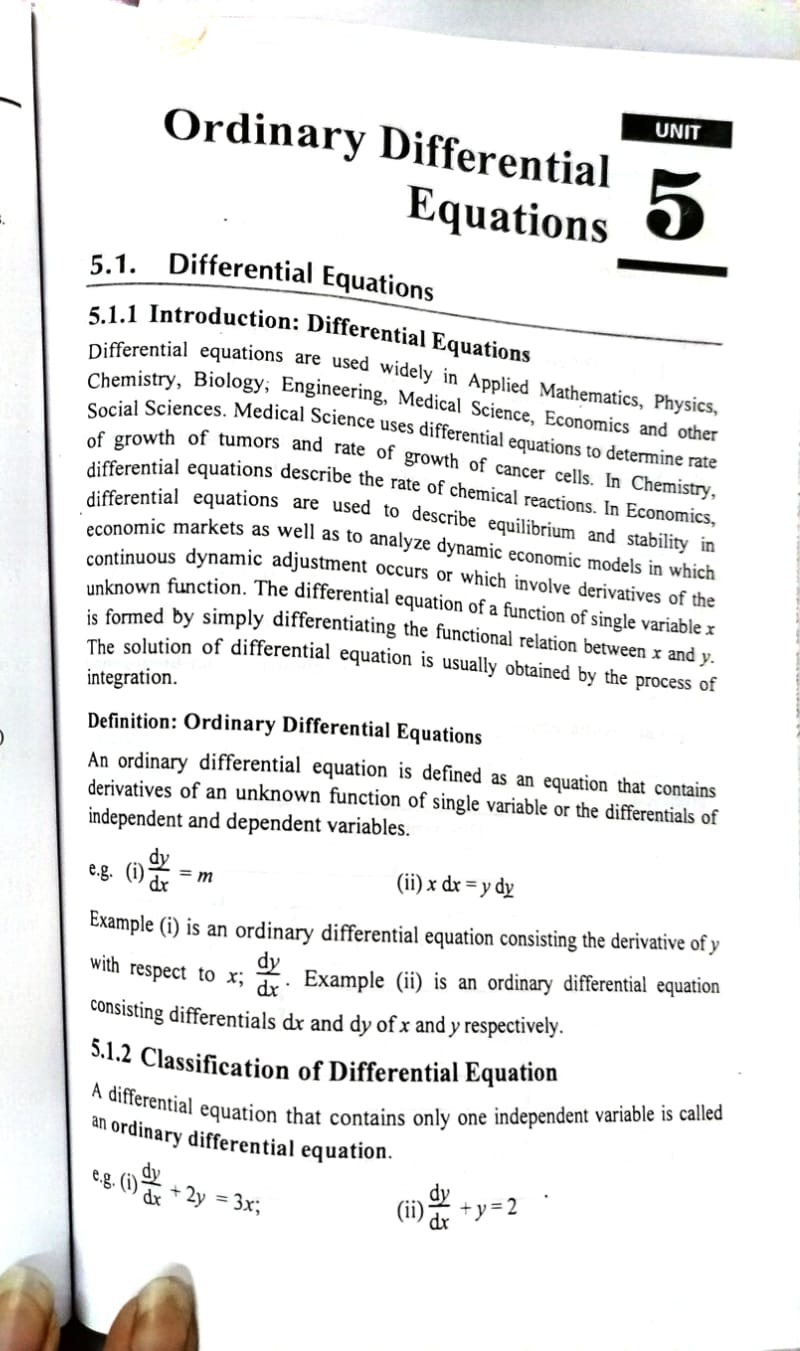 Ordinary Differential
Equations
UNIT
5
5.1. Differential Equations
5.1.1 Introduction: Differential Equations
Differential equations are used widely in Applied Mathematics, Physics,
Chemistry, Biology, Engineering, Medical Science, Economics and other
Social Sciences. Medical Science uses differential equations to determine rate
of growth of tumors and rate of growth of cancer cells. In Chemistry,
differential equations describe the rate of chemical reactions. In Economics,
differential equations are used to describe equilibrium and stability in
economic markets as well as to analyze dynamic economic models in which
continuous dynamic adjustment occurs or which involve derivatives of the
unknown function. The differential equation of a function of single variable x
is formed by simply differentiating the functional relation between x and y.
The solution of differential equation is usually obtained by the process of
integration.
Definition: Ordinary Differential Equations
An ordinary differential equation is defined as an equation that contains
derivatives of an unknown function of single variable or the differentials of
independent and dependent variables.
e.g. (i) dy/dx = m (ii) x dx = y dy
Example (i) is an ordinary differential equation consisting the derivative of y
with respect to x; dy/dx. Example (ii) is an ordinary differential equation
consisting differentials dx and dy of x and y respectively.
5.1.2 Classification of Differential Equation
A differential equation that contains only one independent variable is called
an ordinary differential equation.
e.g. (i) dy/dx + 2y = 3x; (ii) dy/dx + y = 2